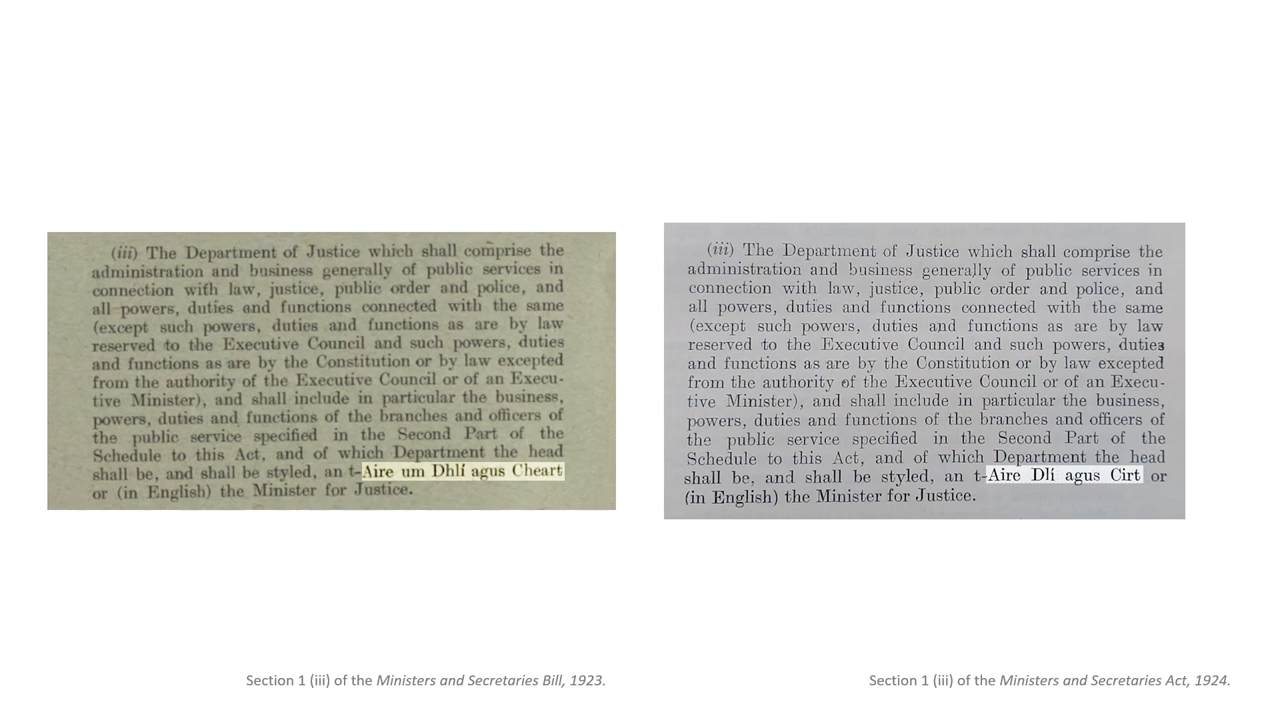 (iii) The Department of Justice which shall comprise the
administration and business generally of public services in
connection with law, justice, public order and police, and
all powers, duties and functions connected with the same
(except such powers, duties and functions as are by law
reserved to the Executive Council and such powers, duties
and functions as are by the Constitution or by law excepted
from the authority of the Executive Council or of an Execu-
tive Minister), and shall include in particular the business,
powers, duties and functions of the branches and officers of
the public service specified in the Second Part of the
Schedule to this Act, and of which Department the head
shall be, and shall be styled, an t-Aire um Dhlí agus Cheart
or (in English) the Minister for Justice.
Section 1 (iii) of the Ministers and Secretaries Bill, 1923.
(iii) The Department of Justice which shall comprise the
administration and business generally of public services in
connection with law, justice, public order and police, and
all powers, duties and functions connected with the same
(except such powers, duties and functions as are by law
reserved to the Executive Council and such powers, duties
and functions as are by the Constitution or by law excepted
from the authority of the Executive Council or of an Execu-
tive Minister), and shall include in particular the business,
powers, duties and functions of the branches and officers of
the public service specified in the Second Part of the
Schedule to this Act, and of which Department the head
shall be, and shall be styled, an t-Aire Dlí agus Cirt or
(in English) the Minister for Justice.
Section 1 (iii) of the Ministers and Secretaries Act, 1924.